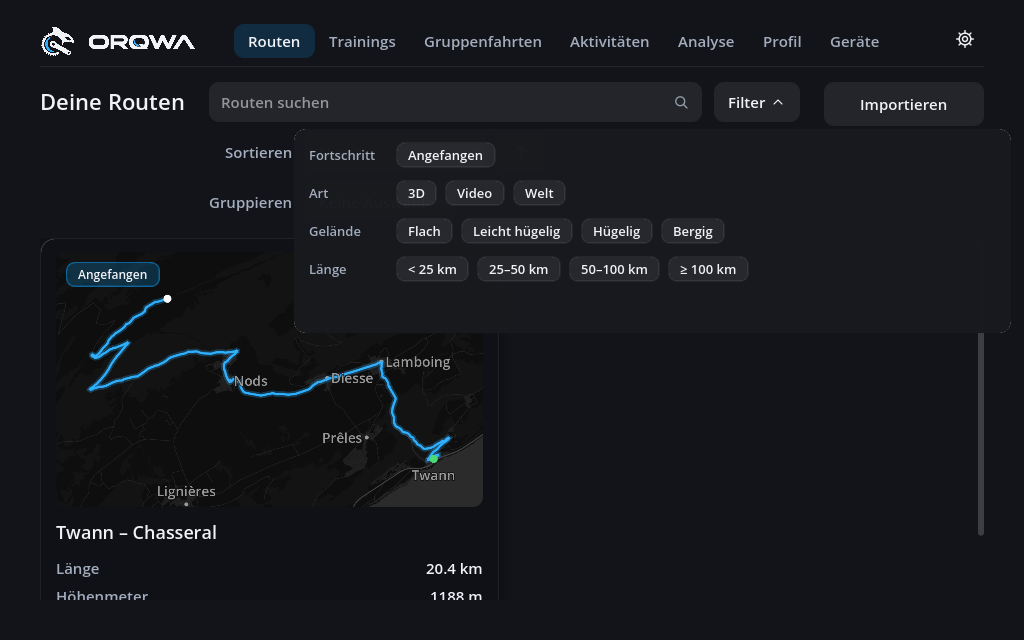 OROWA Routen Trainings Gruppenfahrten Aktivitäten Analyse Profil Geräte
Deine Routen Routen suchen Filter Importieren
Sortieren
Fortschritt Angefangen
Art 3D Video Welt
Gruppieren
Gelände Flach Leicht hügelig Hügelig Bergig
Länge < 25 km 25–50 km 50–100 km ≥ 100 km
Angefangen
Lamboing
Nods Diesse
Prêles
Twann
Lignières
Twann – Chasseral
Länge 20.4 km
Höhenmeter 1188 m